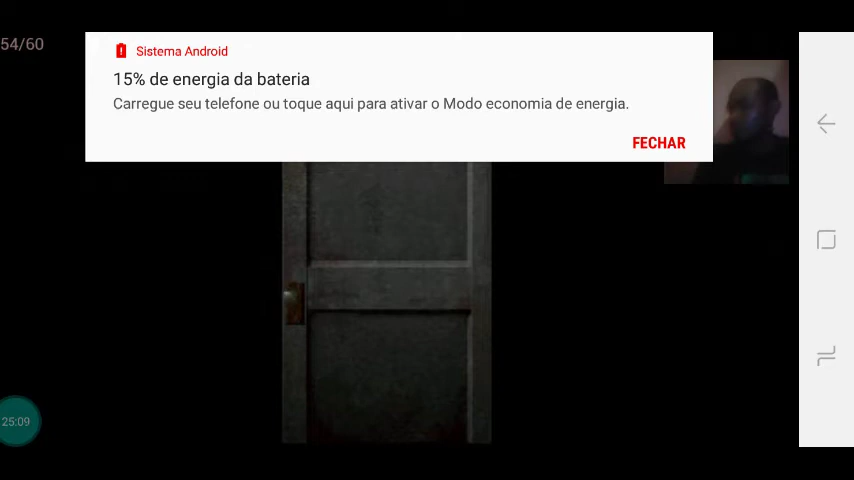 54/60
Sistema Android
15% de energia da bateria
Carregue seu telefone ou toque aqui para ativar o Modo economia de energia.
FECHAR
25:09